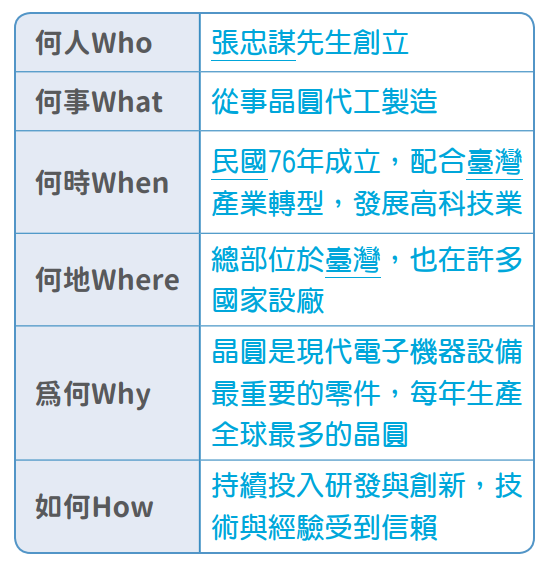 何人Who
張忠謀先生創立
何事What
從事晶圓代工製造
何時When
民國76年成立，配合臺灣
產業轉型，發展高科技業
何地Where
總部位於臺灣，也在許多
國家設廠
爲何Why
晶圓是現代電子機器設備
最重要的零件，每年生產
全球最多的晶圓
如何How
持續投入研發與創新，技
術與經驗受到信賴